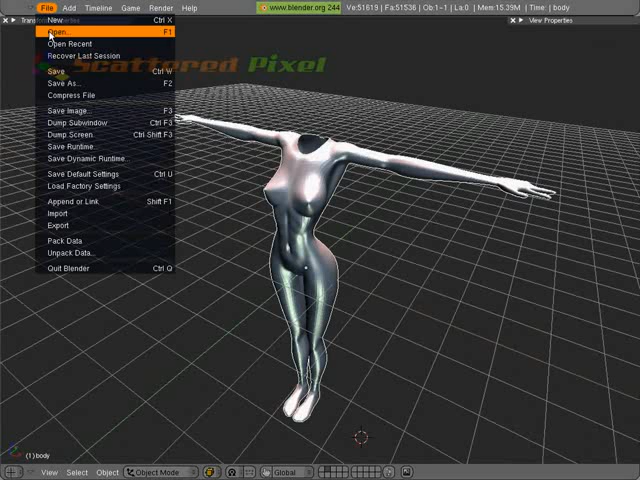 File Add Timeline Game Render Help www.blender.org 244 Ve:51619 | Fa:51536 | Ob:1-1 | La:0 | Mem:15.39M | Time: | body
View Properties
New Ctrl X
Open... F1
Open Recent
Recover Last Session
Scattered Pixel
Save Ctrl W
Save As... F2
Compress File
Save Image... F3
Dump Subwindow Ctrl F3
Dump Screen Ctrl Shift F3
Save Runtime...
Save Dynamic Runtime...
Save Default Settings Ctrl U
Load Factory Settings
Append or Link Shift F1
Import
Export
Pack Data
Unpack Data...
Quit Blender Ctrl Q
(1) body
View Select Object Object Mode Global